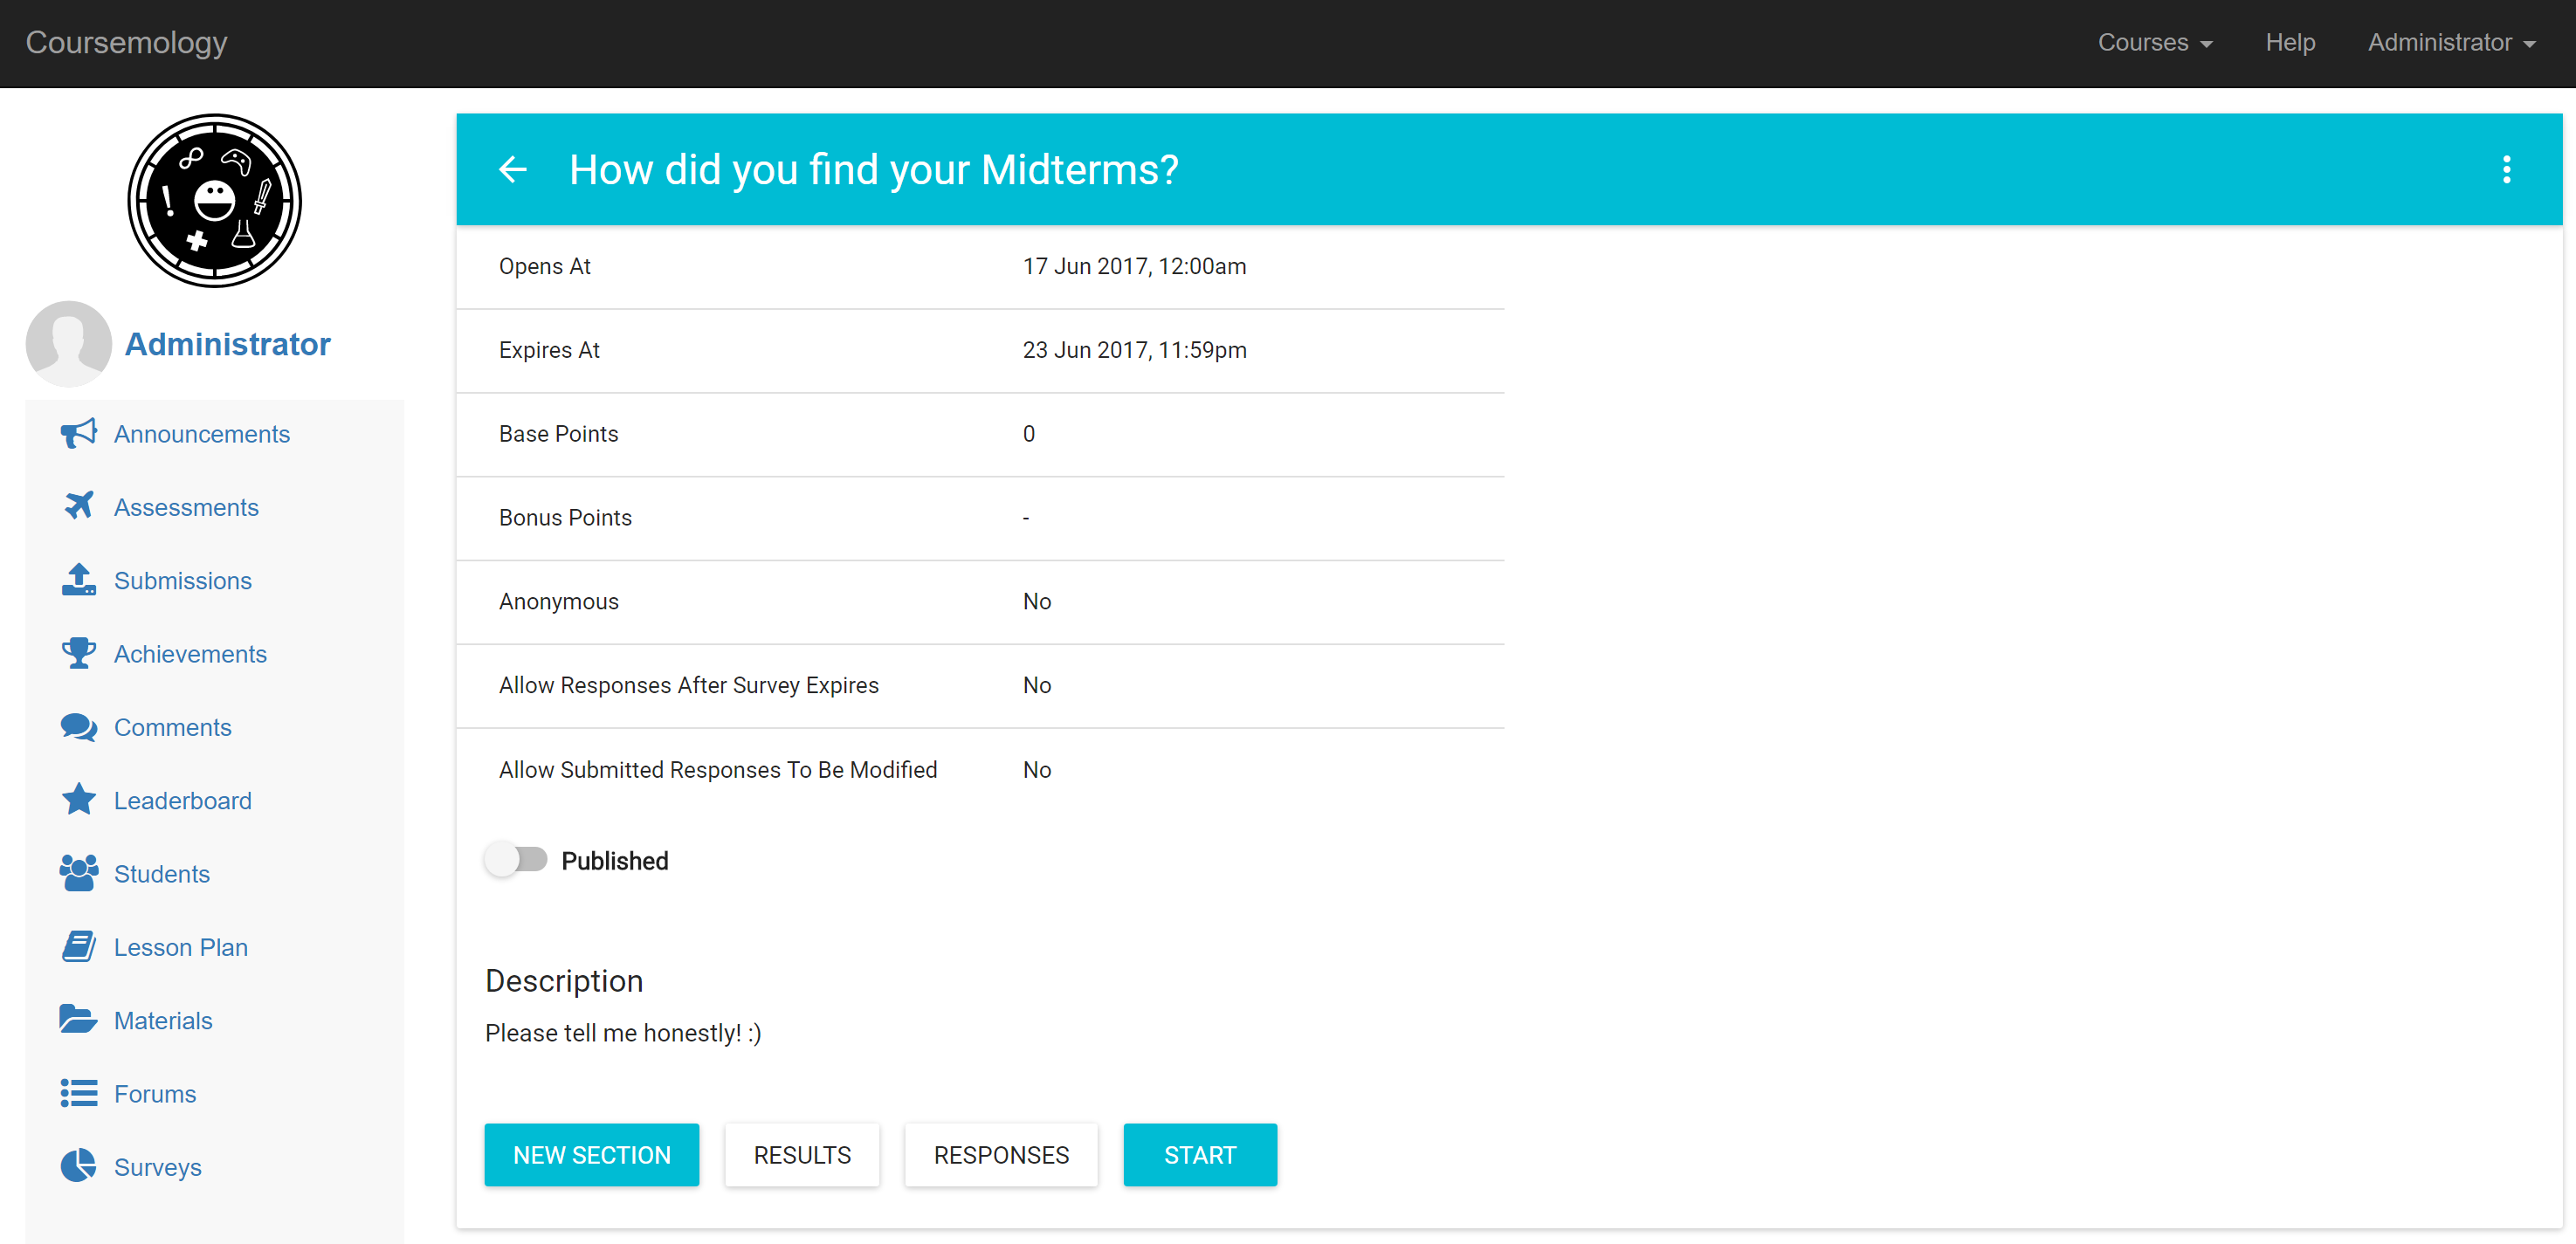 Coursemology
Courses
Help
Administrator
Administrator
Announcements
Assessments
Submissions
Achievements
Comments
Leaderboard
Students
Lesson Plan
Materials
Forums
Surveys
How did you find your Midterms?
Opens At 17 Jun 2017, 12:00am
Expires At 23 Jun 2017, 11:59pm
Base Points 0
Bonus Points -
Anonymous No
Allow Responses After Survey Expires No
Allow Submitted Responses To Be Modified No
Published
Description
Please tell me honestly! :)
NEW SECTION
RESULTS
RESPONSES
START